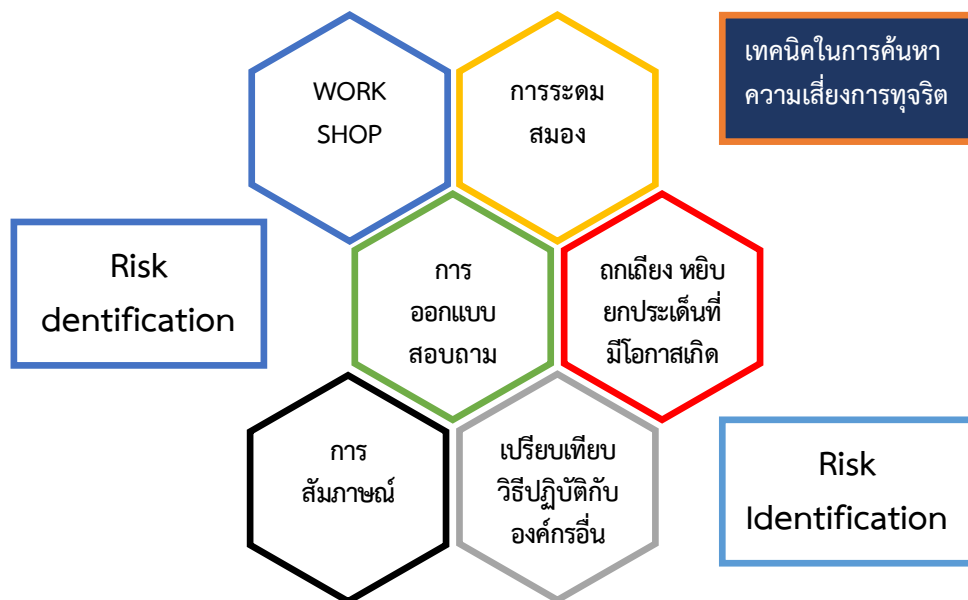 WORK
SHOP
การระดม
สมอง
เทคนิคในการค้นหา
ความเสี่ยงการทุจริต
Risk
dentification
การ
ออกแบบ
สอบถาม
ถกเถียง หยิบ
ยกประเด็นที่
มีโอกาสเกิด
การ
สัมภาษณ์
เปรียบเทียบ
วิธีปฏิบัติกับ
องค์กรอื่น
Risk
Identification